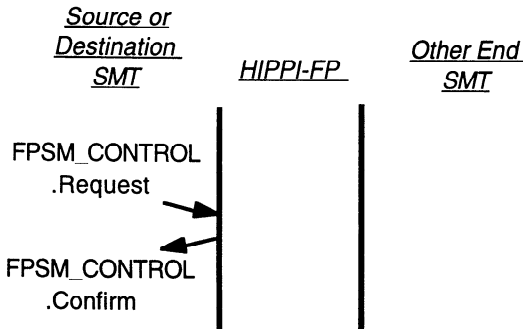 Source or
Destination
SMT
HIPPI-FP
Other End
SMT
FPSM_CONTROL
.Request
FPSM_CONTROL
.Confirm